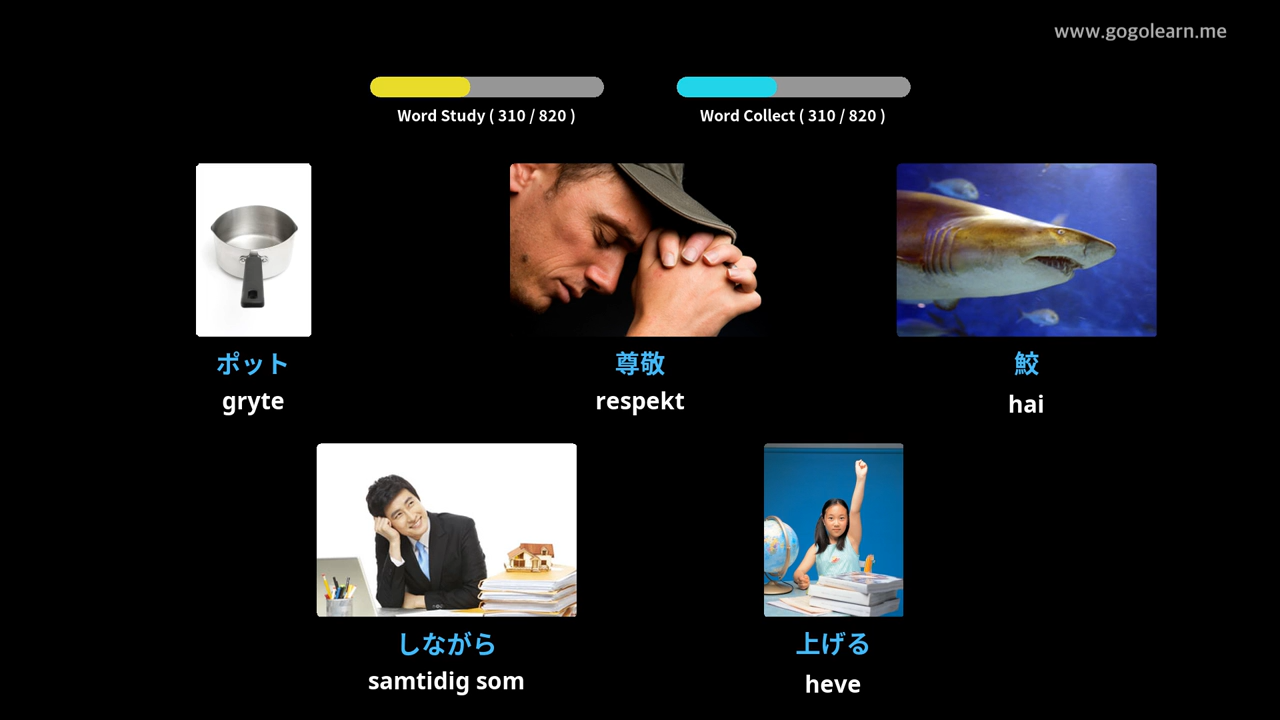 www.gogolearn.me
Word Study ( 310 / 820 )
Word Collect ( 310 / 820 )
ポット
gryte
尊敬
respekt
鮫
hai
しながら
samtidig som
上げる
heve